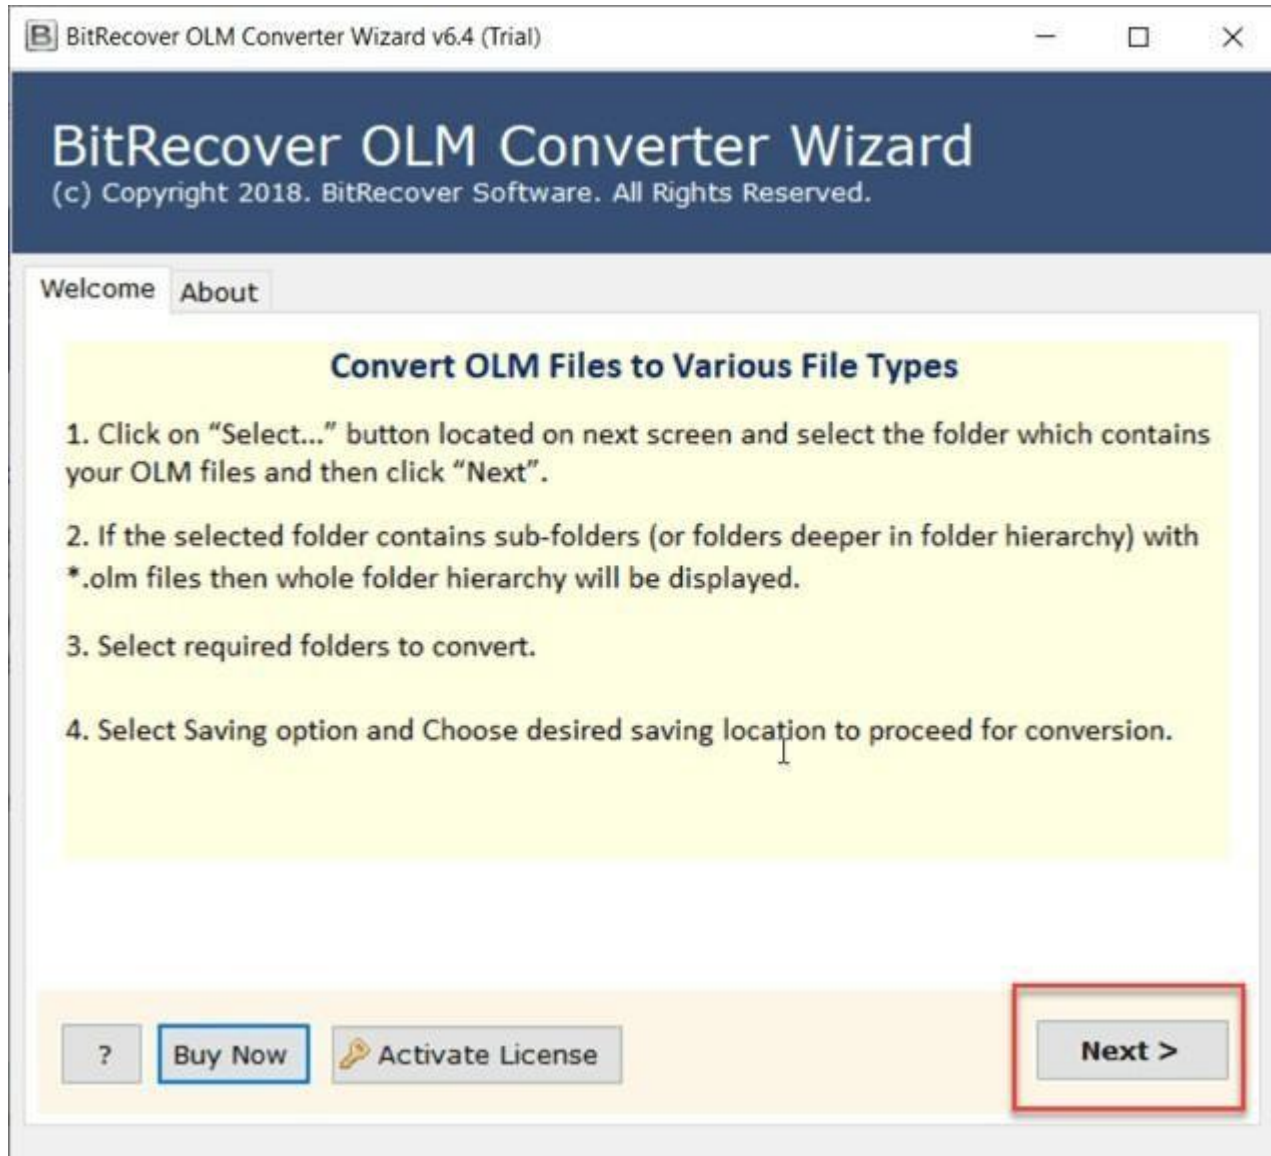 BitRecover OLM Converter Wizard v6.4 (Trial)
BitRecover OLM Converter Wizard
(c) Copyright 2018. BitRecover Software. All Rights Reserved.
Welcome About
Convert OLM Files to Various File Types
1. Click on “Select...” button located on next screen and select the folder which contains
your OLM files and then click “Next”.
2. If the selected folder contains sub-folders (or folders deeper in folder hierarchy) with
*.olm files then whole folder hierarchy will be displayed.
3. Select required folders to convert.
4. Select Saving option and Choose desired saving location to proceed for conversion.
? Buy Now Activate License Next >